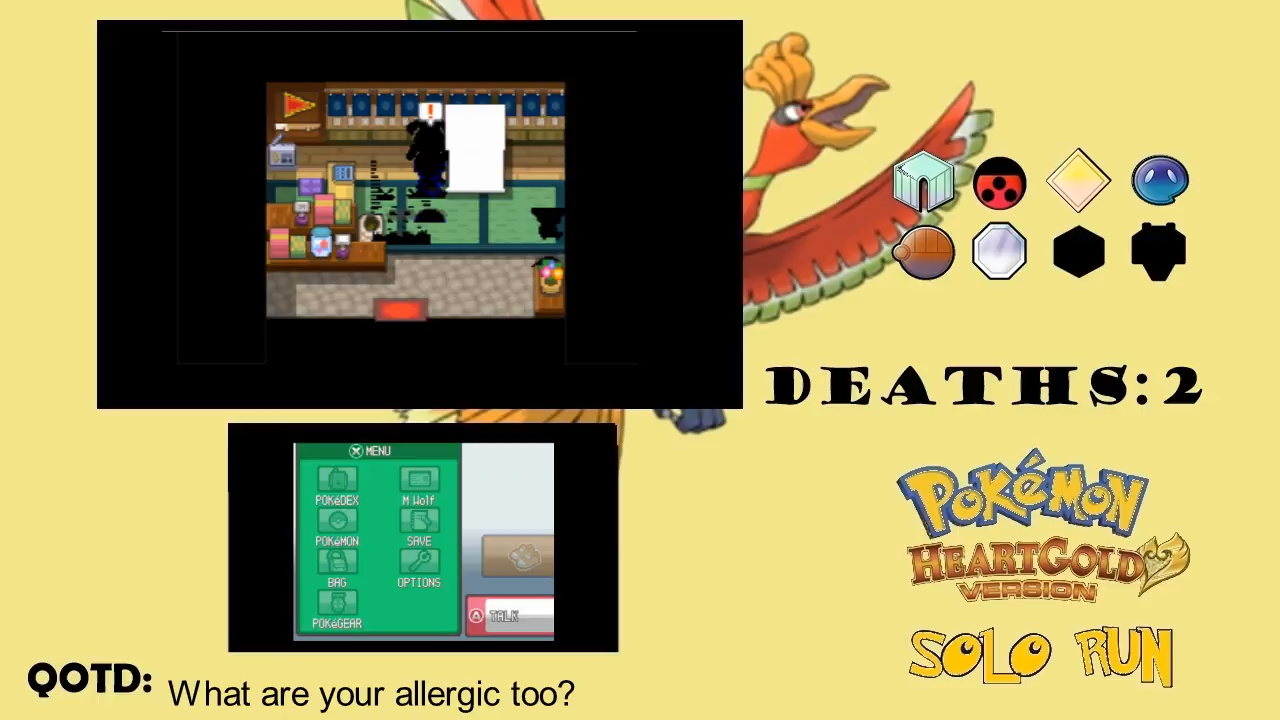 !
DEATHS:2
X MENU
POKéDEX
M Wolf
POKéMON
SAVE
BAG
OPTIONS
POKéGEAR
A TALK
POKéMON
HEARTGOLD
VERSION
SOLO RUN
QOTD: What are your allergic too?